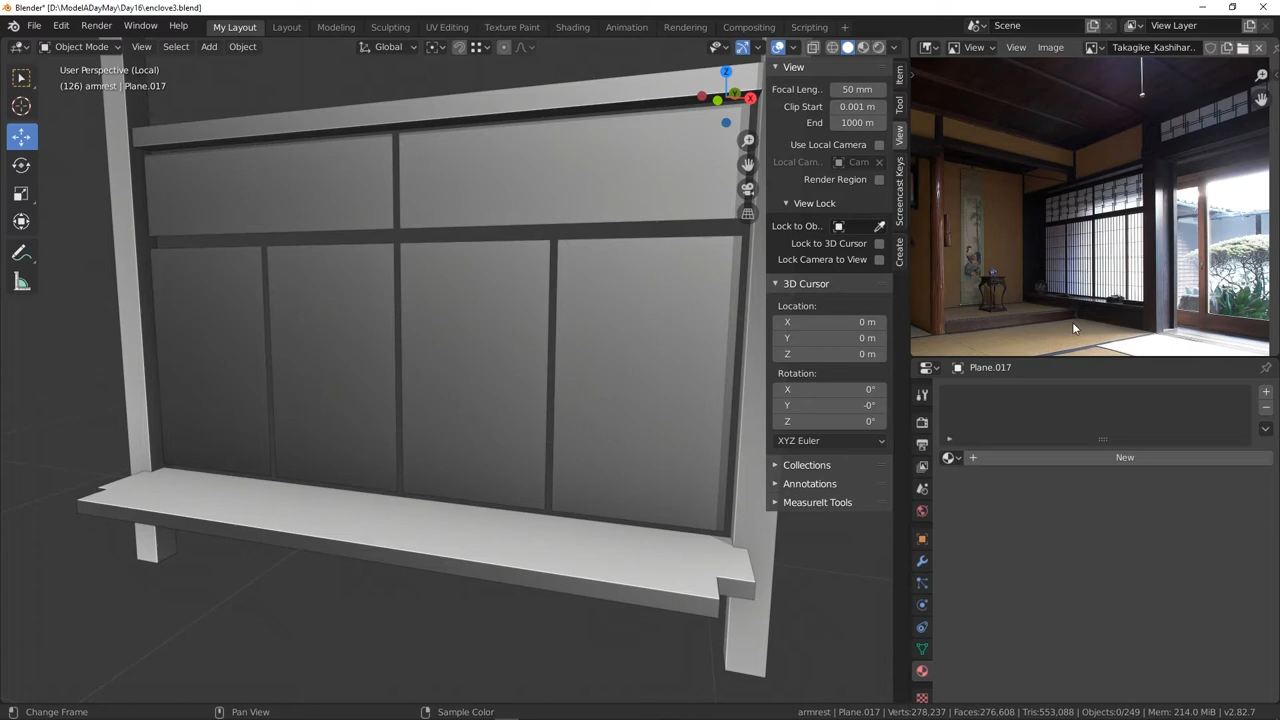 Blender* [D:\ModelADayMay\Day16\enclove3.blend]
File Edit Render Window Help My Layout Layout Modeling Sculpting UV Editing Texture Paint Shading Animation Rendering Compositing Scripting + Scene View Layer
Object Mode View Select Add Object Global View View Image Takagike_Kashihar..
User Perspective (Local)
(126) armrest | Plane.017
Z
Y
X
View
Focal Leng.. 50 mm
Clip Start 0.001 m
End 1000 m
Use Local Camera
Local Cam.. Cam
Render Region
View Lock
Lock to Ob..
Lock to 3D Cursor
Lock Camera to View
3D Cursor
Location:
X 0 m
Y 0 m
Z 0 m
Rotation:
X 0°
Y -0°
Z 0°
XYZ Euler
Collections
Annotations
MeasureIt Tools
Item
Tool
View
Screencast Keys
Create
Plane.017
New
Change Frame Pan View Sample Color armrest | Plane.017 | Verts:278,237 | Faces:276,608 | Tris:553,088 | Objects:0/249 | Mem: 214.0 MiB | v2.82.7